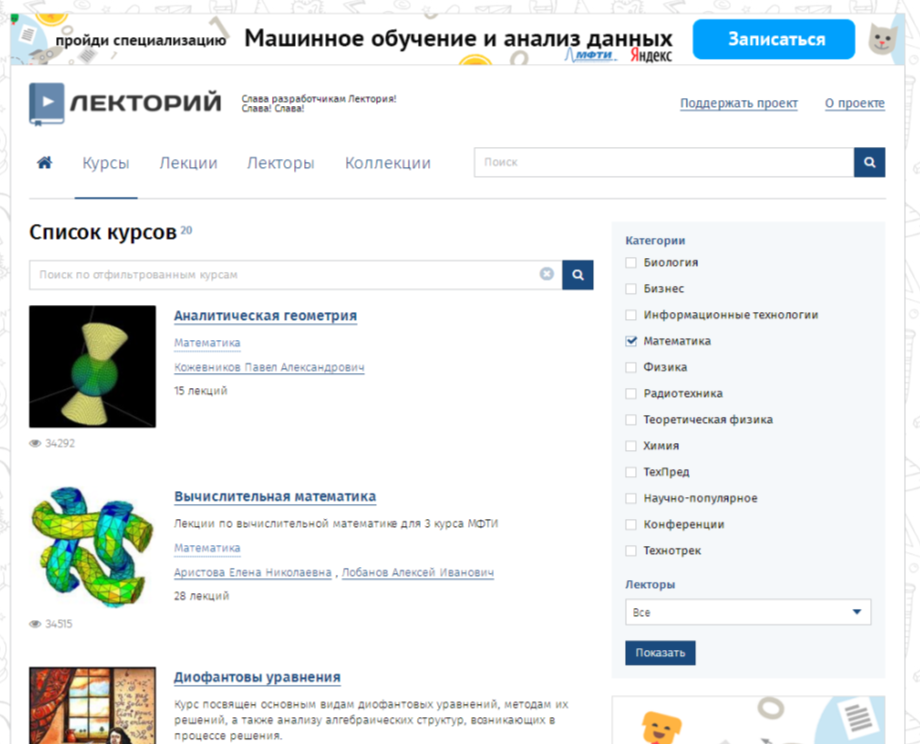 пройди специализацию Машинное обучение и анализ данных Записаться
МФТИ Яндекс
ЛЕКТОРИЙ
Слава разработчикам Лектория!
Слава! Слава!
Поддержать проект О проекте
Курсы Лекции Лекторы Коллекции Поиск
Список курсов 20
Поиск по отфильтрованным курсам
Аналитическая геометрия
Математика
Кожевников Павел Александрович
15 лекций
34292
Вычислительная математика
Лекции по вычислительной математике для 3 курса МФТИ
Математика
Аристова Елена Николаевна , Лобанов Алексей Иванович
28 лекций
34515
Диофантовы уравнения
Курс посвящен основным видам диофантовых уравнений, методам их
решений, а также анализу алгебраических структур, возникающих в
процессе решения.
Категории
Биология
Бизнес
Информационные технологии
Математика
Физика
Радиотехника
Теоретическая физика
Химия
ТехПред
Научно-популярное
Конференции
Технотрек
Лекторы
Все
Показать